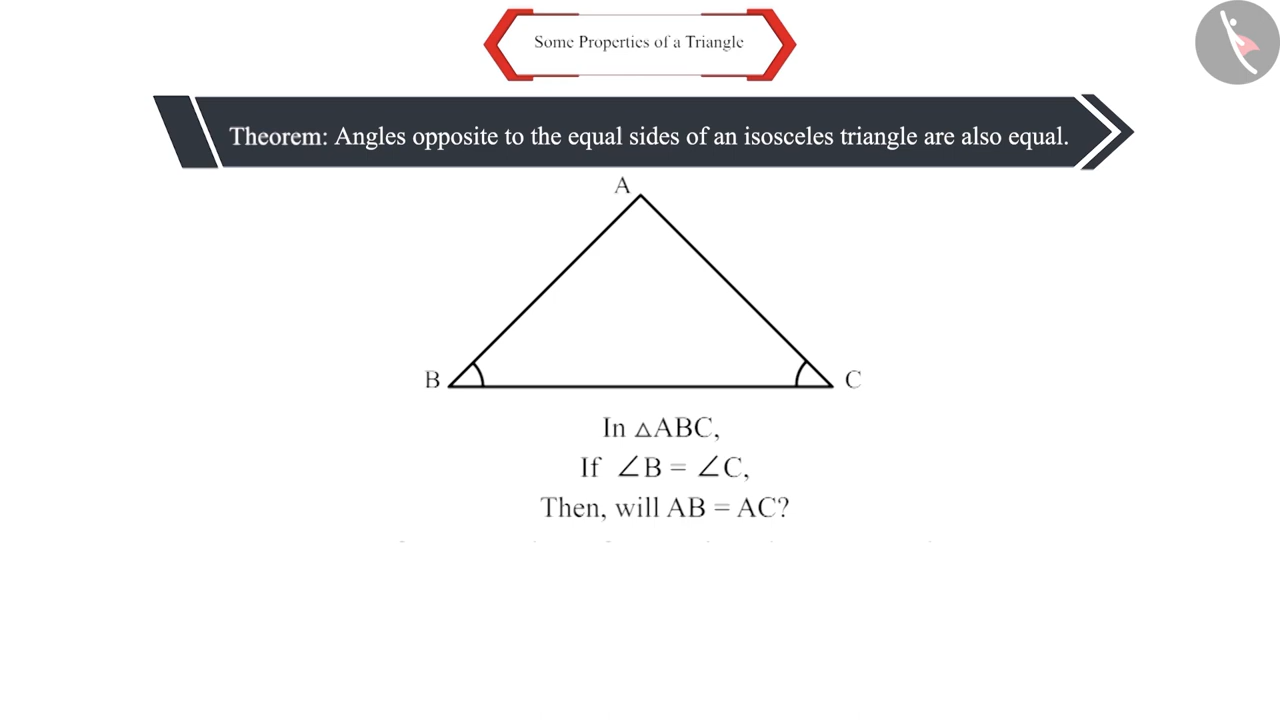 Some Properties of a Triangle
Theorem: Angles opposite to the equal sides of an isosceles triangle are also equal.
A
B
C
In △ABC,
If ∠B = ∠C,
Then, will AB = AC?